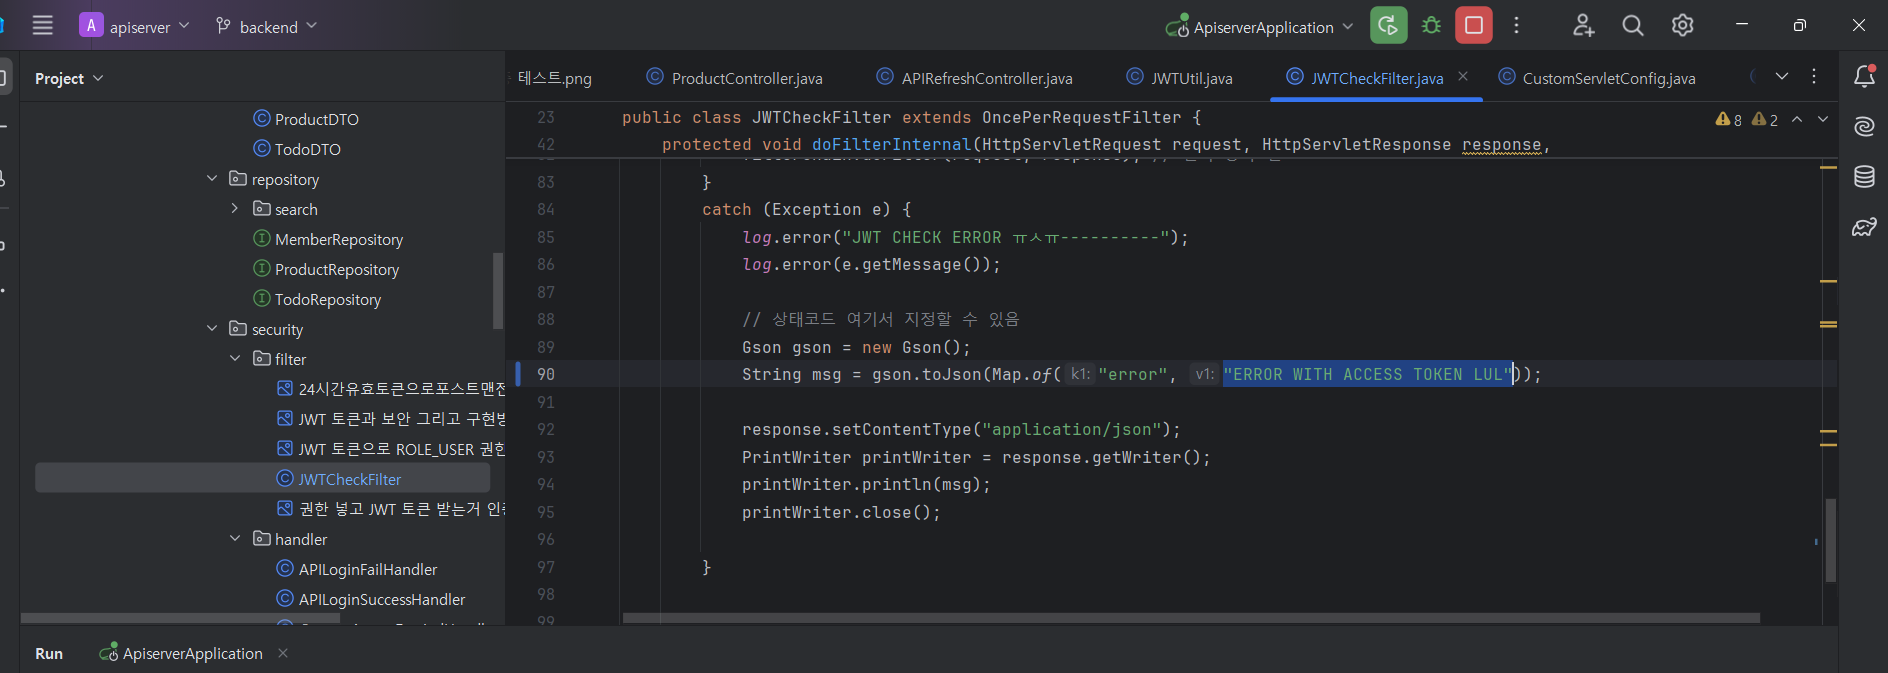 A apiserver backend ApiserverApplication
Project
테스트.png ProductController.java APIRefreshController.java JWTUtil.java JWTCheckFilter.java CustomServletConfig.java
ProductDTO
TodoDTO
repository
search
MemberRepository
ProductRepository
TodoRepository
security
filter
24시간유효토큰으로포스트맨
JWT 토큰과 보안 그리고 구현
JWT 토큰으로 ROLE_USER 권한
JWTCheckFilter
권한 넣고 JWT 토큰 받는거
handler
APILoginFailHandler
APILoginSuccessHandler
23 public class JWTCheckFilter extends OncePerRequestFilter {
8 2
42 protected void doFilterInternal(HttpServletRequest request, HttpServletResponse response,
83 }
84 catch (Exception e) {
85 log.error("JWT CHECK ERROR ㅠㅅㅠ----------");
86 log.error(e.getMessage());
87
88 // 상태코드 여기서 지정할 수 있음
89 Gson gson = new Gson();
90 String msg = gson.toJson(Map.of( k1: "error", v1: "ERROR WITH ACCESS TOKEN LUL"));
91
92 response.setContentType("application/json");
93 PrintWriter printWriter = response.getWriter();
94 printWriter.println(msg);
95 printWriter.close();
96
97 }
98
99
Run ApiserverApplication